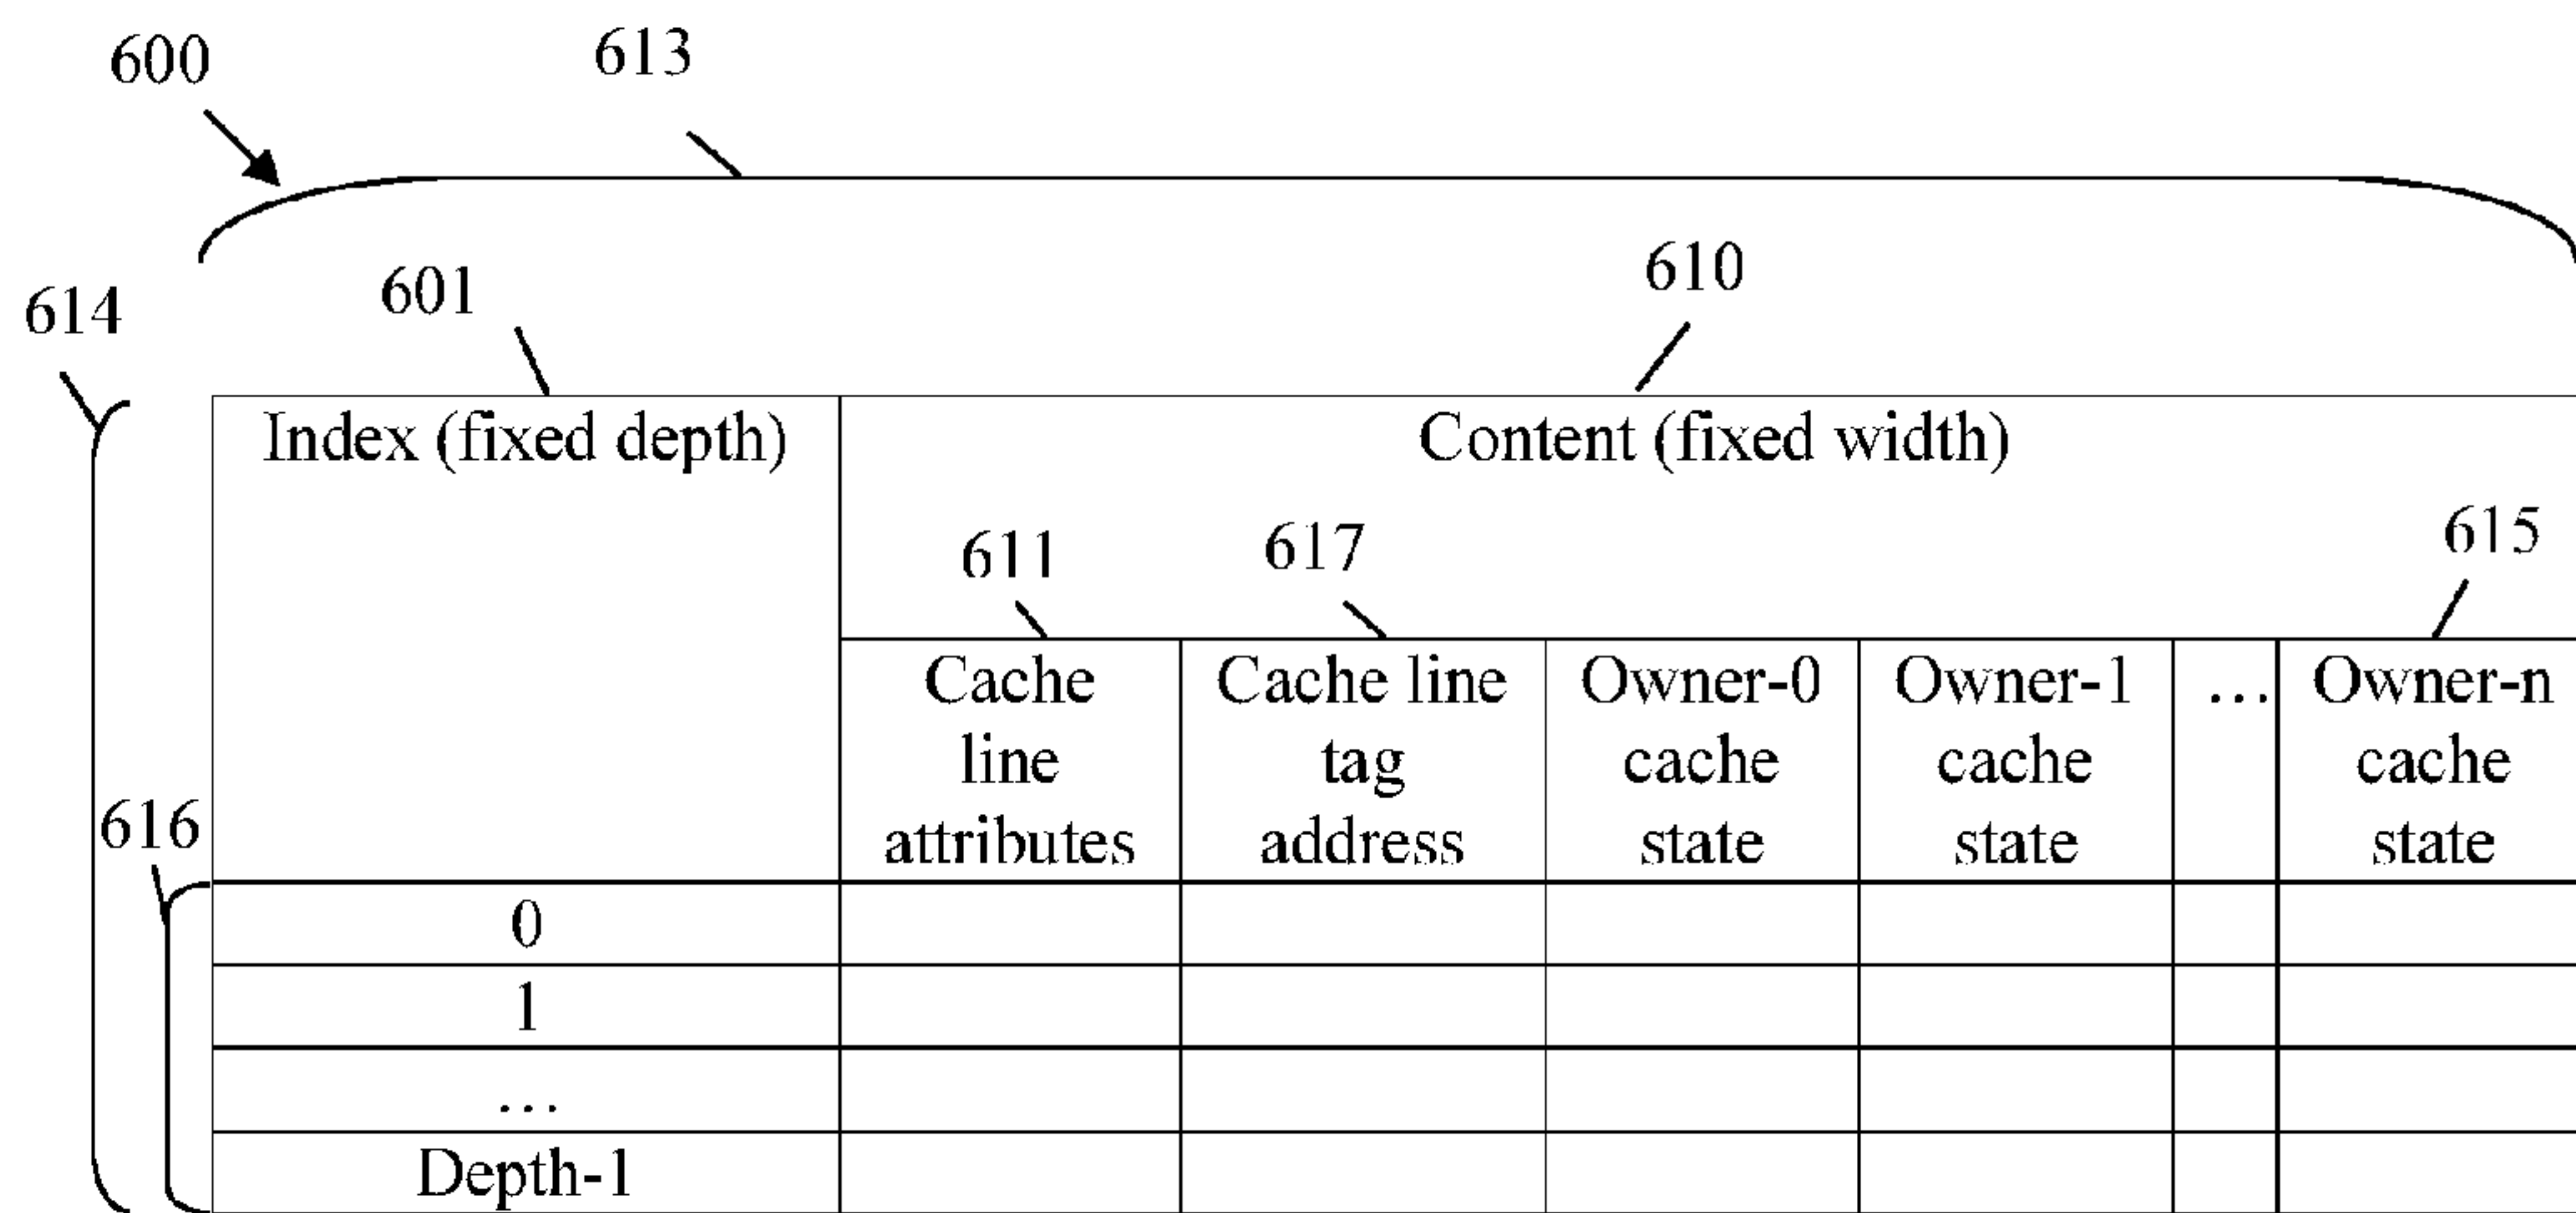 600
613
614
601
610
Index (fixed depth)
Content (fixed width)
611
617
615
Cache
line
attributes
Cache line
tag
address
Owner-0
cache
state
Owner-1
cache
state
...
Owner-n
cache
state
616
0
1
...
Depth-1